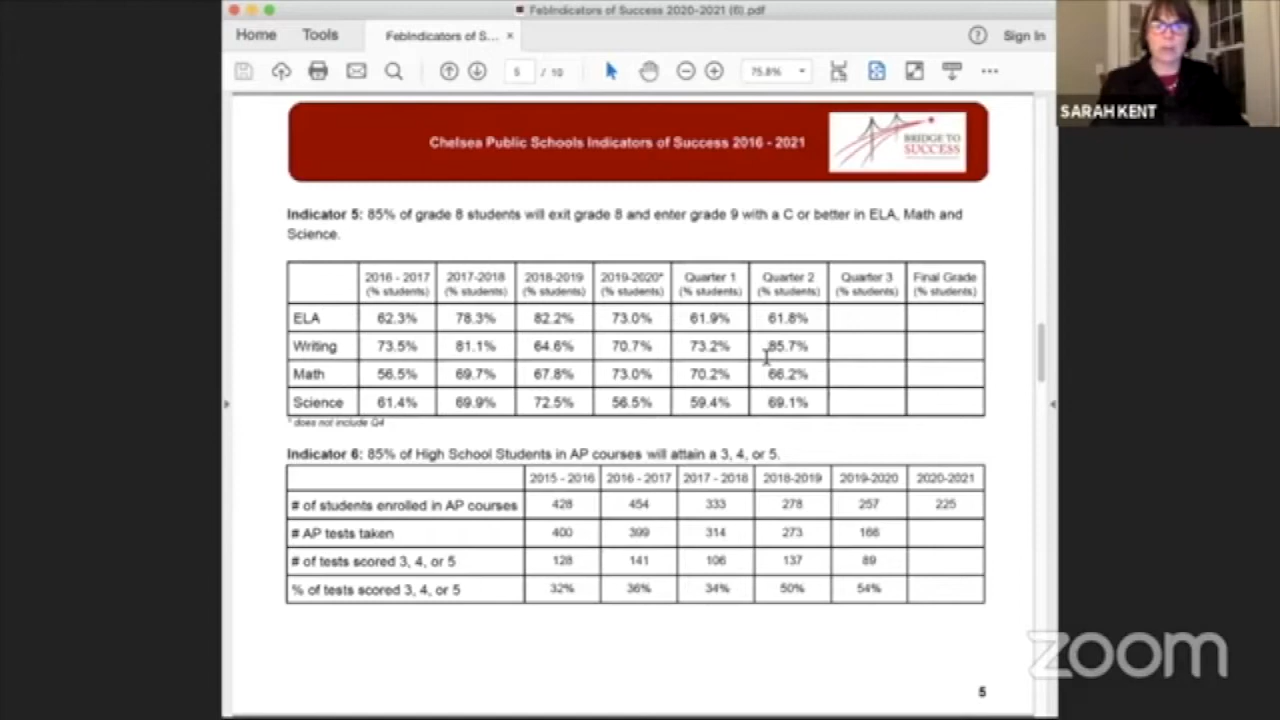 FebIndicators of Success 2020-2021 (6).pdf
Home Tools FebIndicators of S... × ? Sign In
5 / 10 75.8%
SARAH KENT
Chelsea Public Schools Indicators of Success 2016 - 2021
BRIDGE TO
SUCCESS
Indicator 5: 85% of grade 8 students will exit grade 8 and enter grade 9 with a C or better in ELA, Math and
Science.
2016 - 2017 2017-2018 2018-2019 2019-2020* Quarter 1 Quarter 2 Quarter 3 Final Grade
(% students) (% students) (% students) (% students) (% students) (% students) (% students) (% students)
ELA 62.3% 78.3% 82.2% 73.0% 61.9% 61.8%
Writing 73.5% 81.1% 64.6% 70.7% 73.2% 85.7%
Math 56.5% 69.7% 67.8% 73.0% 70.2% 66.2%
Science 61.4% 69.9% 72.5% 56.5% 59.4% 69.1%
* does not include Q4
Indicator 6: 85% of High School Students in AP courses will attain a 3, 4, or 5.
2015 - 2016 2016 - 2017 2017 - 2018 2018-2019 2019-2020 2020-2021
# of students enrolled in AP courses 428 454 333 278 257 225
# AP tests taken 400 399 314 273 166
# of tests scored 3, 4, or 5 128 141 106 137 89
% of tests scored 3, 4, or 5 32% 36% 34% 50% 54%
zoom
5